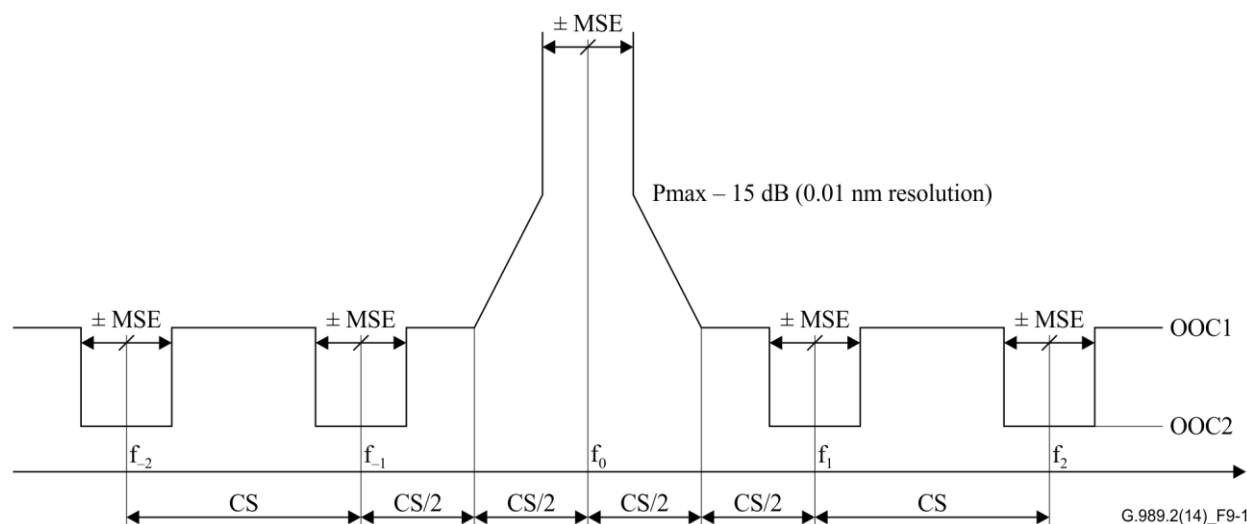 ± MSE
Pmax – 15 dB (0.01 nm resolution)
± MSE
± MSE
± MSE
± MSE
OOC1
OOC2
f–2
f–1
f0
f1
f2
CS
CS/2
CS/2
CS/2
CS/2
CS
G.989.2(14)_F9-1